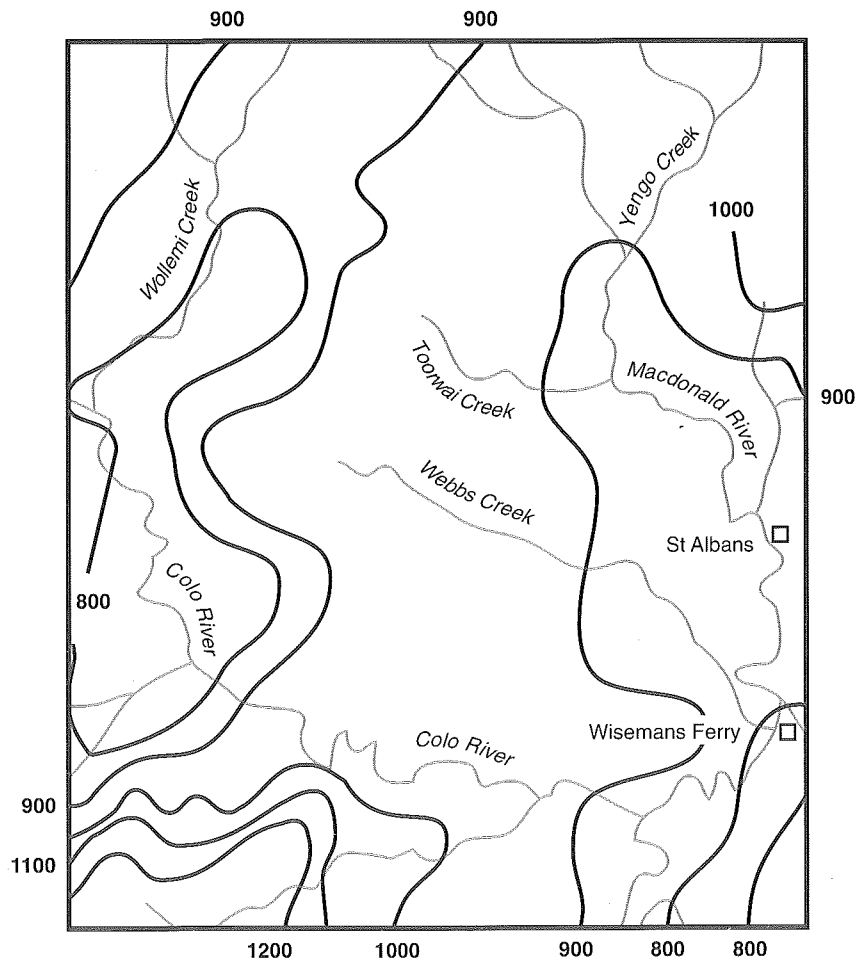 900
900
Yengo Creek
1000
Wollemi Creek
Toorwai Creek
Macdonald River
900
Webbs Creek
St Albans
Colo River
800
Wisemans Ferry
Colo River
900
1100
1200
1000
900
800
800